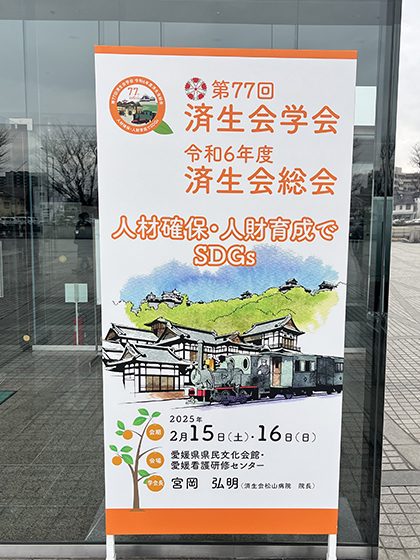 第77回
済生会学会
令和6年度
済生会総会
人材確保・人財育成で
SDGs
会期
2025年
2月15日(土)・16日(日)
会場
愛媛県県民文化会館・
愛媛看護研修センター
学会長
宮岡 弘明(済生会松山病院 院長)